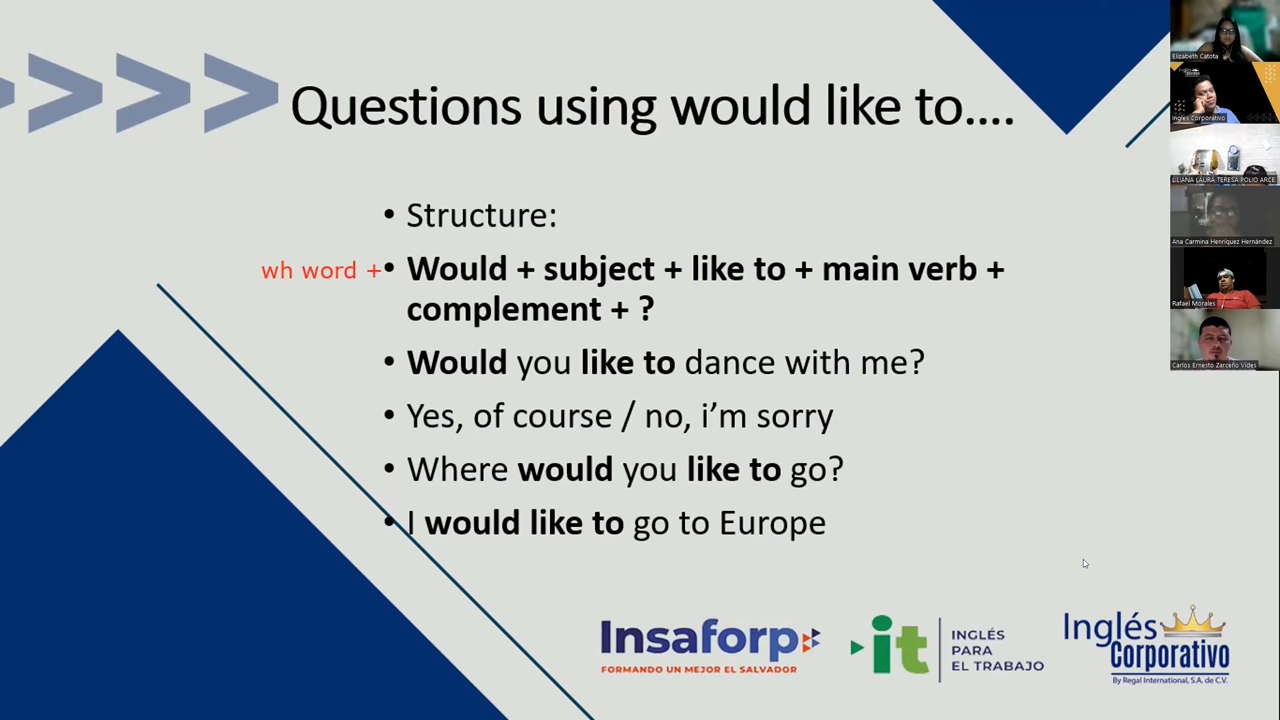 Questions using would like to....
• Structure:
wh word + • Would + subject + like to + main verb +
complement + ?
• Would you like to dance with me?
• Yes, of course / no, i'm sorry
• Where would you like to go?
• I would like to go to Europe
Insaforp
FORMANDO UN MEJOR EL SALVADOR
it
INGLÉS
PARA
EL TRABAJO
Inglés
Corporativo
By Regal International, S.A. de C.V.
Elizabeth Catota
Inglés Corporativo
LILIANA LAURA TERESA POLIO ARCE
Ana Carmina Henríquez Hernández
Rafael Morales
Carlos Ernesto Zarceño Vides